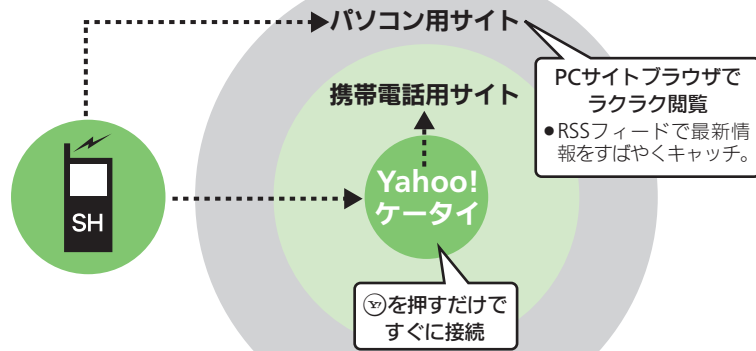 パソコン用サイト
PCサイトブラウザで
ラクラク閲覧
●RSSフィードで最新情
報をすばやくキャッチ。
携帯電話用サイト
Yahoo!
ケータイ
SH
を押すだけで
すぐに接続